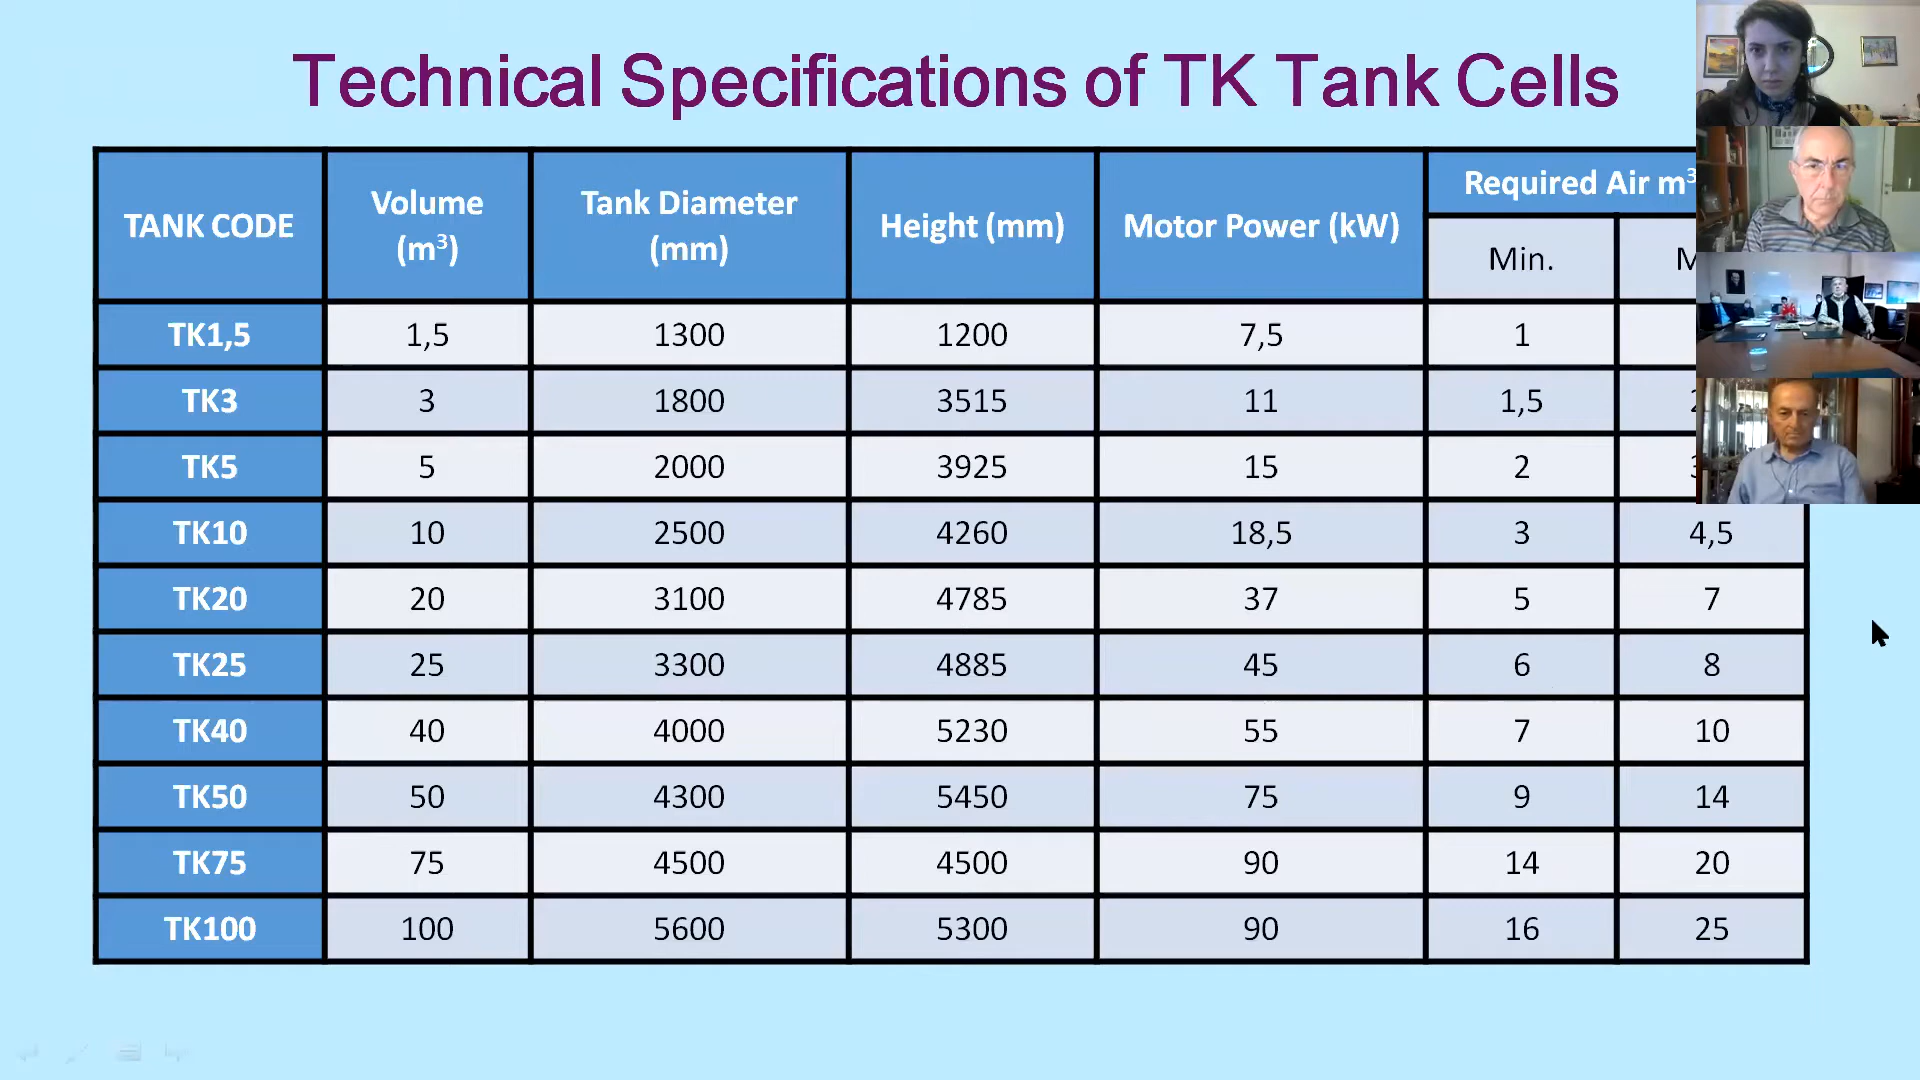 Technical Specifications of TK Tank Cells
TANK CODE Volume (m³) Tank Diameter (mm) Height (mm) Motor Power (kW) Required Air m³
Min.
TK1,5 1,5 1300 1200 7,5 1
TK3 3 1800 3515 11 1,5
TK5 5 2000 3925 15 2
TK10 10 2500 4260 18,5 3 4,5
TK20 20 3100 4785 37 5 7
TK25 25 3300 4885 45 6 8
TK40 40 4000 5230 55 7 10
TK50 50 4300 5450 75 9 14
TK75 75 4500 4500 90 14 20
TK100 100 5600 5300 90 16 25